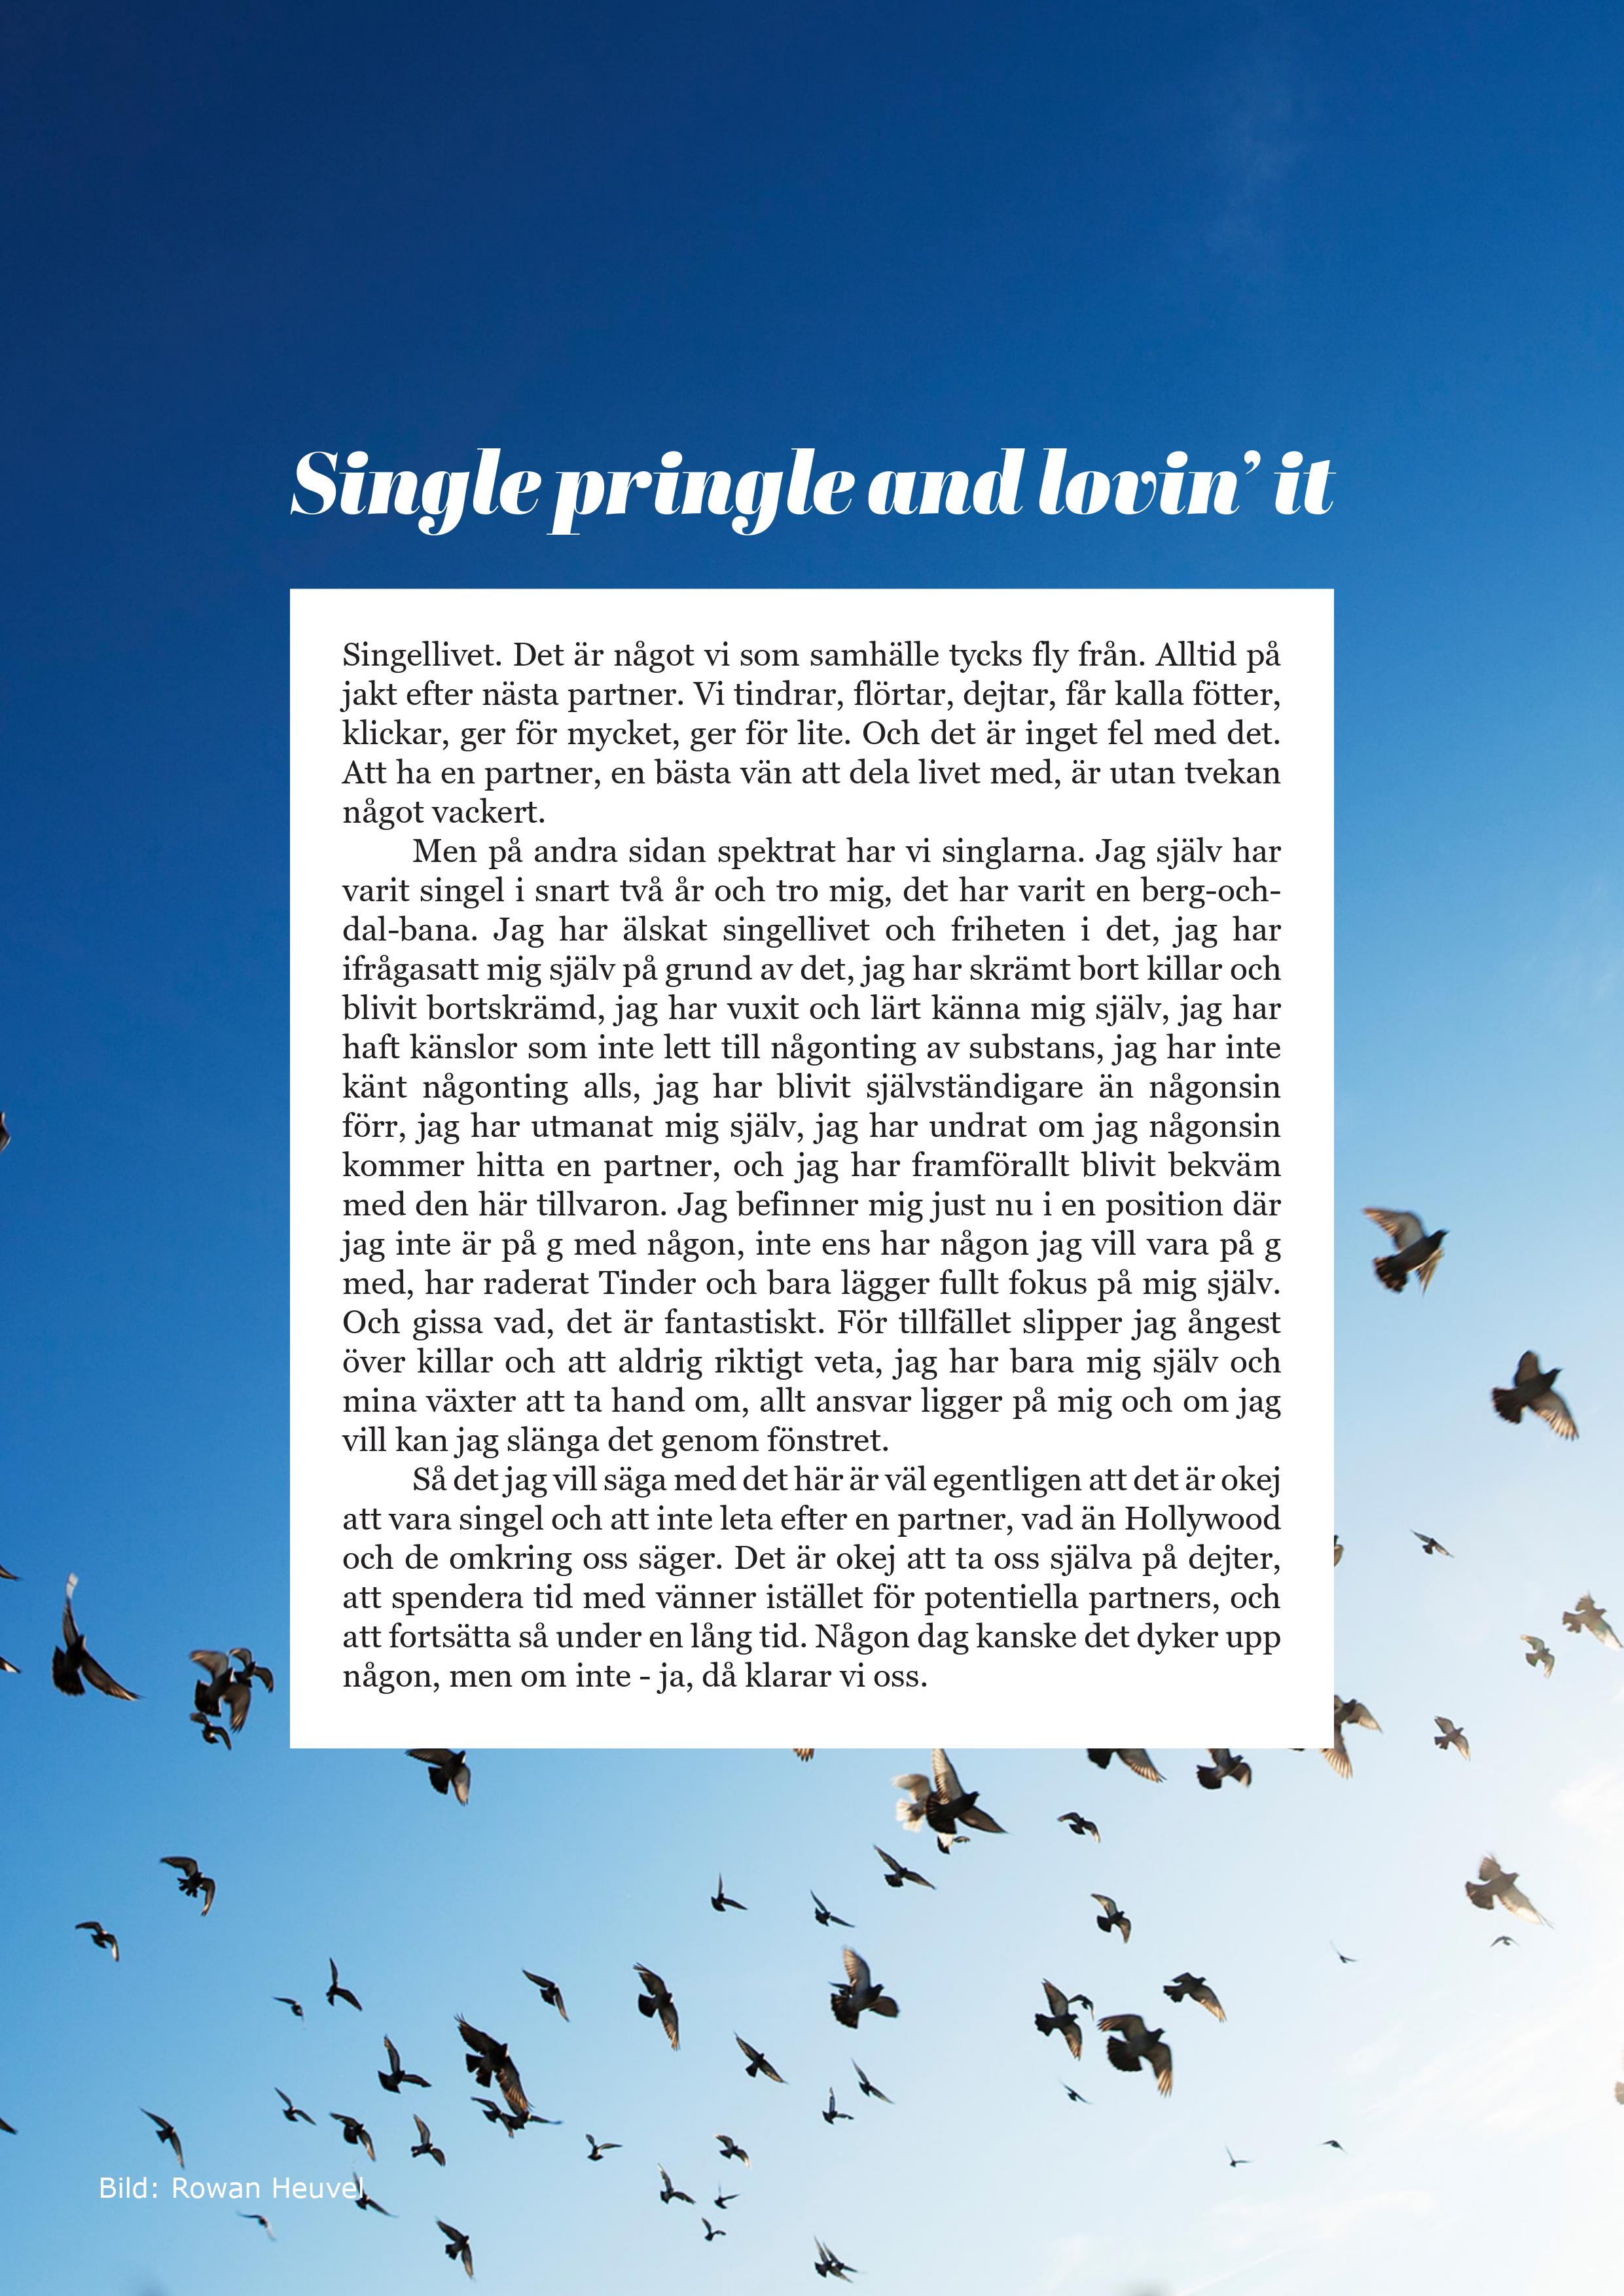 Single pringle and lovin’ it
Singellivet. Det är något vi som samhälle tycks fly från. Alltid på
jakt efter nästa partner. Vi tindrar, flörtar, dejtar, får kalla fötter,
klickar, ger för mycket, ger för lite. Och det är inget fel med det.
Att ha en partner, en bästa vän att dela livet med, är utan tvekan
något vackert.
Men på andra sidan spektrat har vi singlarna. Jag själv har
varit singel i snart två år och tro mig, det har varit en berg-och-
dal-bana. Jag har älskat singellivet och friheten i det, jag har
ifrågasatt mig själv på grund av det, jag har skrämt bort killar och
blivit bortskrämd, jag har vuxit och lärt känna mig själv, jag har
haft känslor som inte lett till någonting av substans, jag har inte
känt någonting alls, jag har blivit självständigare än någonsin
förr, jag har utmanat mig själv, jag har undrat om jag någonsin
kommer hitta en partner, och jag har framförallt blivit bekväm
med den här tillvaron. Jag befinner mig just nu i en position där
jag inte är på g med någon, inte ens har någon jag vill vara på g
med, har raderat Tinder och bara lägger fullt fokus på mig själv.
Och gissa vad, det är fantastiskt. För tillfället slipper jag ångest
över killar och att aldrig riktigt veta, jag har bara mig själv och
mina växter att ta hand om, allt ansvar ligger på mig och om jag
vill kan jag slänga det genom fönstret.
Så det jag vill säga med det här är väl egentligen att det är okej
att vara singel och att inte leta efter en partner, vad än Hollywood
och de omkring oss säger. Det är okej att ta oss själva på dejter,
att spendera tid med vänner istället för potentiella partners, och
att fortsätta så under en lång tid. Någon dag kanske det dyker upp
någon, men om inte - ja, då klarar vi oss.
Bild: Rowan Heuvel